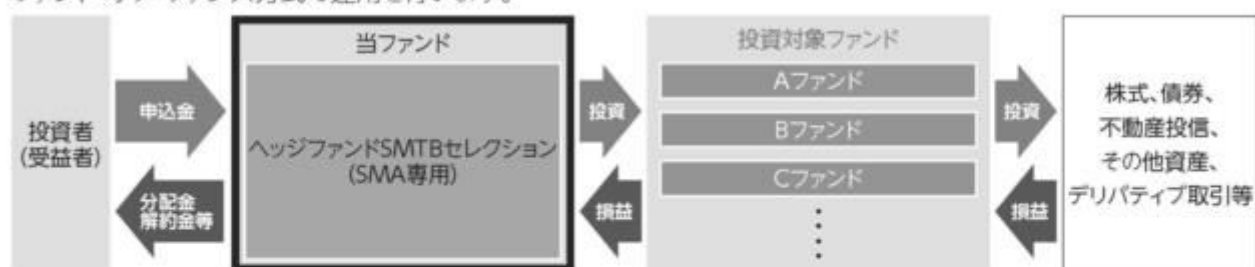 投資者
(受益者)
申込金
分配金
解約金等
当ファンド
ヘッジファンドSMTBセレクション
(SMA専用)
投資
損益
投資対象ファンド
Aファンド
Bファンド
Cファンド
投資
損益
株式、債券、
不動産投信、
その他資産、
デリバティブ取引等